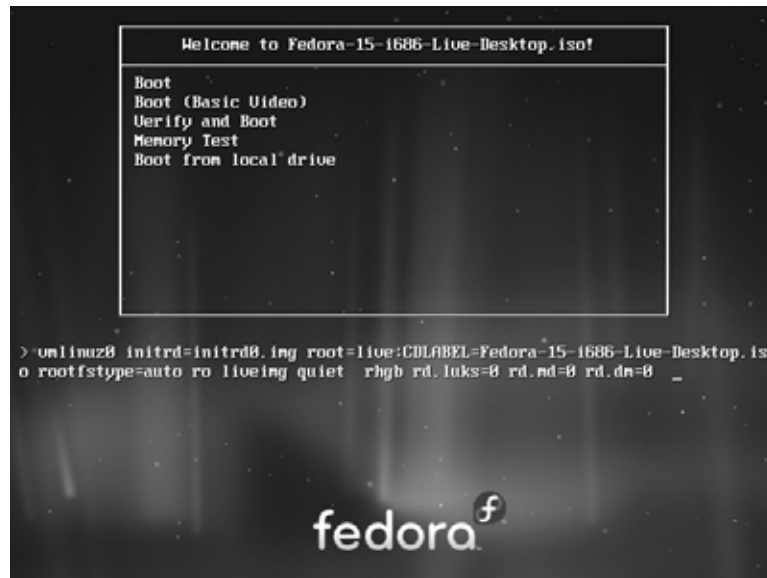 Welcome to Fedora-15-i686-Live-Desktop.iso!
Boot
Boot (Basic Video)
Verify and Boot
Memory Test
Boot from local drive
> vmlinuz0 initrd=initrd0.img root=live:CDLABEL=Fedora-15-i686-Live-Desktop.is
o rootfstype=auto ro liveimg quiet  rhgb rd.luks=0 rd.md=0 rd.dm=0  _
fedora